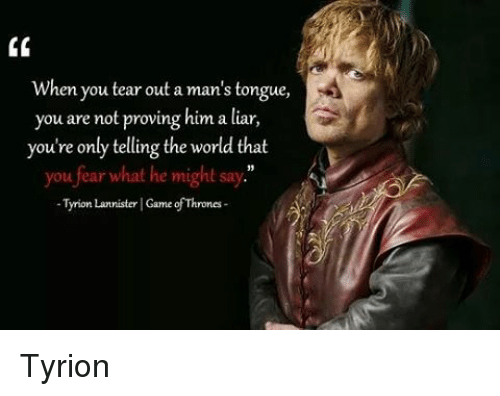 “
When you tear out a man's tongue,
you are not proving him a liar,
you're only telling the world that
you fear what he might say."
- Tyrion Lannister | Game of Thrones -
Tyrion